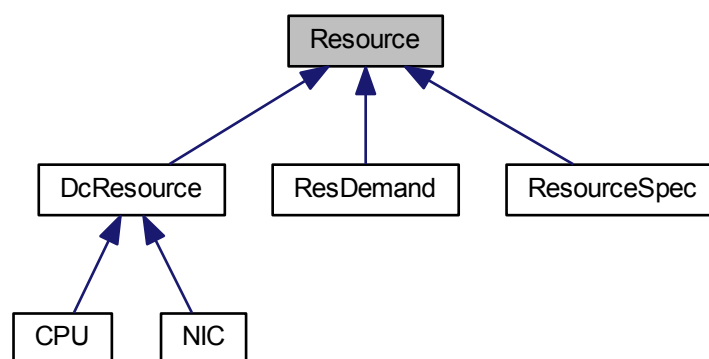 Resource
DcResource
ResDemand
ResourceSpec
CPU
NIC